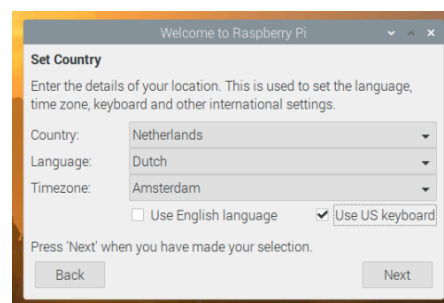 Welcome to Raspberry Pi
Set Country
Enter the details of your location. This is used to set the language,
time zone, keyboard and other international settings.
Country: Netherlands
Language: Dutch
Timezone: Amsterdam
Use English language Use US keyboard
Press 'Next' when you have made your selection.
Back Next